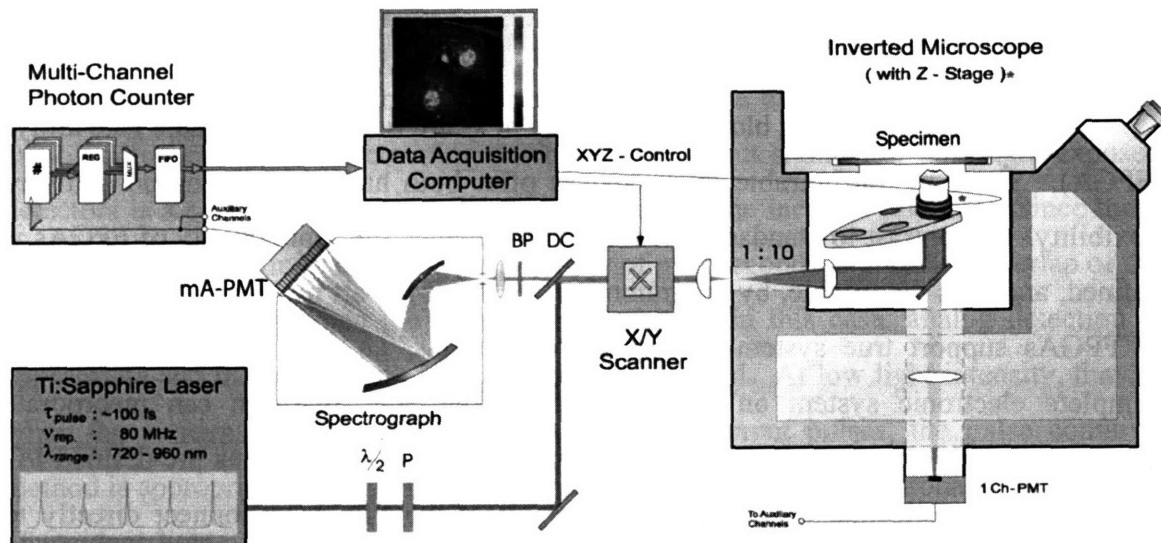 Multi-Channel
Photon Counter
#
REG
MUX
FIFO
Auxiliary
Channels
Data Acquisition
Computer
XYZ - Control
Inverted Microscope
( with Z - Stage )*
Specimen
*
1 : 10
mA-PMT
BP
DC
X/Y
Scanner
Spectrograph
Ti:Sapphire Laser
τpulse : ~100 fs
νrep. : 80 MHz
λrange : 720 - 960 nm
λ/2
P
1 Ch-PMT
To Auxiliary
Channels